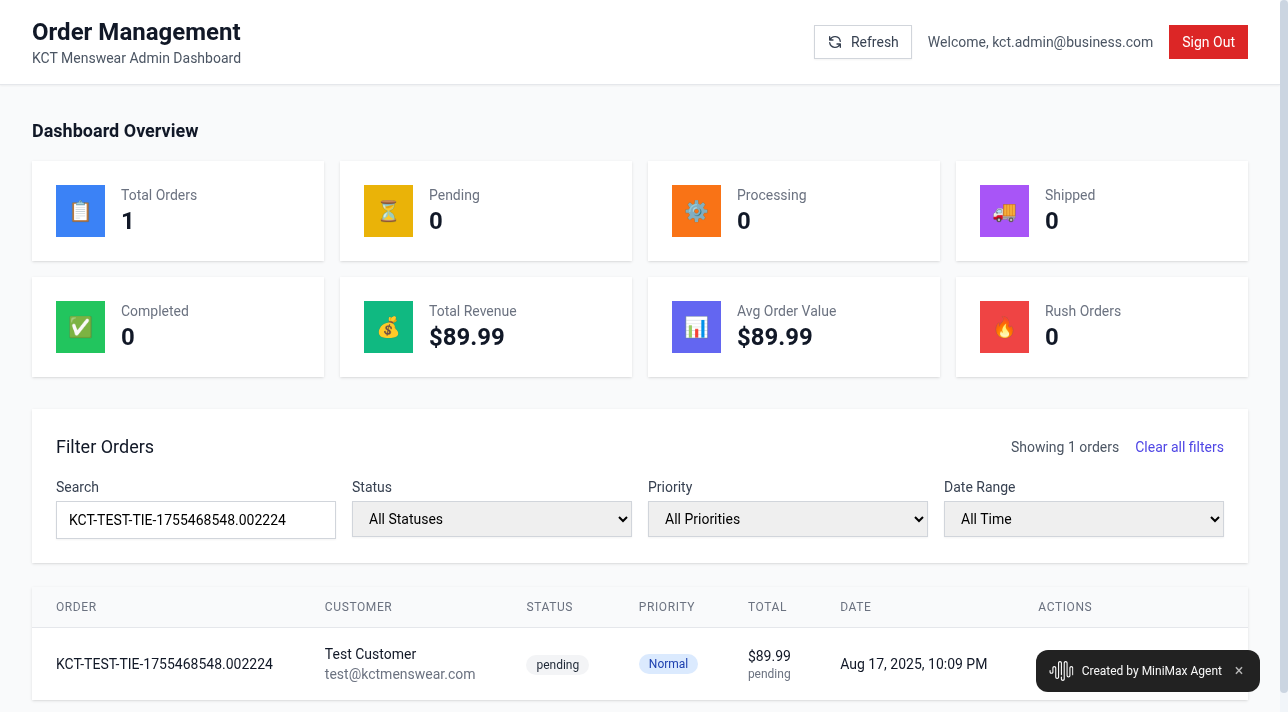 Order Management
KCT Menswear Admin Dashboard
Refresh
Welcome, kct.admin@business.com
Sign Out
Dashboard Overview
Total Orders
1
Pending
0
Processing
0
Shipped
0
Completed
0
Total Revenue
$89.99
Avg Order Value
$89.99
Rush Orders
0
Filter Orders
Showing 1 orders
Clear all filters
Search
Status
Priority
Date Range
KCT-TEST-TIE-1755468548.002224
All Statuses
All Priorities
All Time
ORDER CUSTOMER STATUS PRIORITY TOTAL DATE ACTIONS
KCT-TEST-TIE-1755468548.002224
Test Customer
test@kctmenswear.com
pending
Normal
$89.99
pending
Aug 17, 2025, 10:09 PM
Created by MiniMax Agent ×